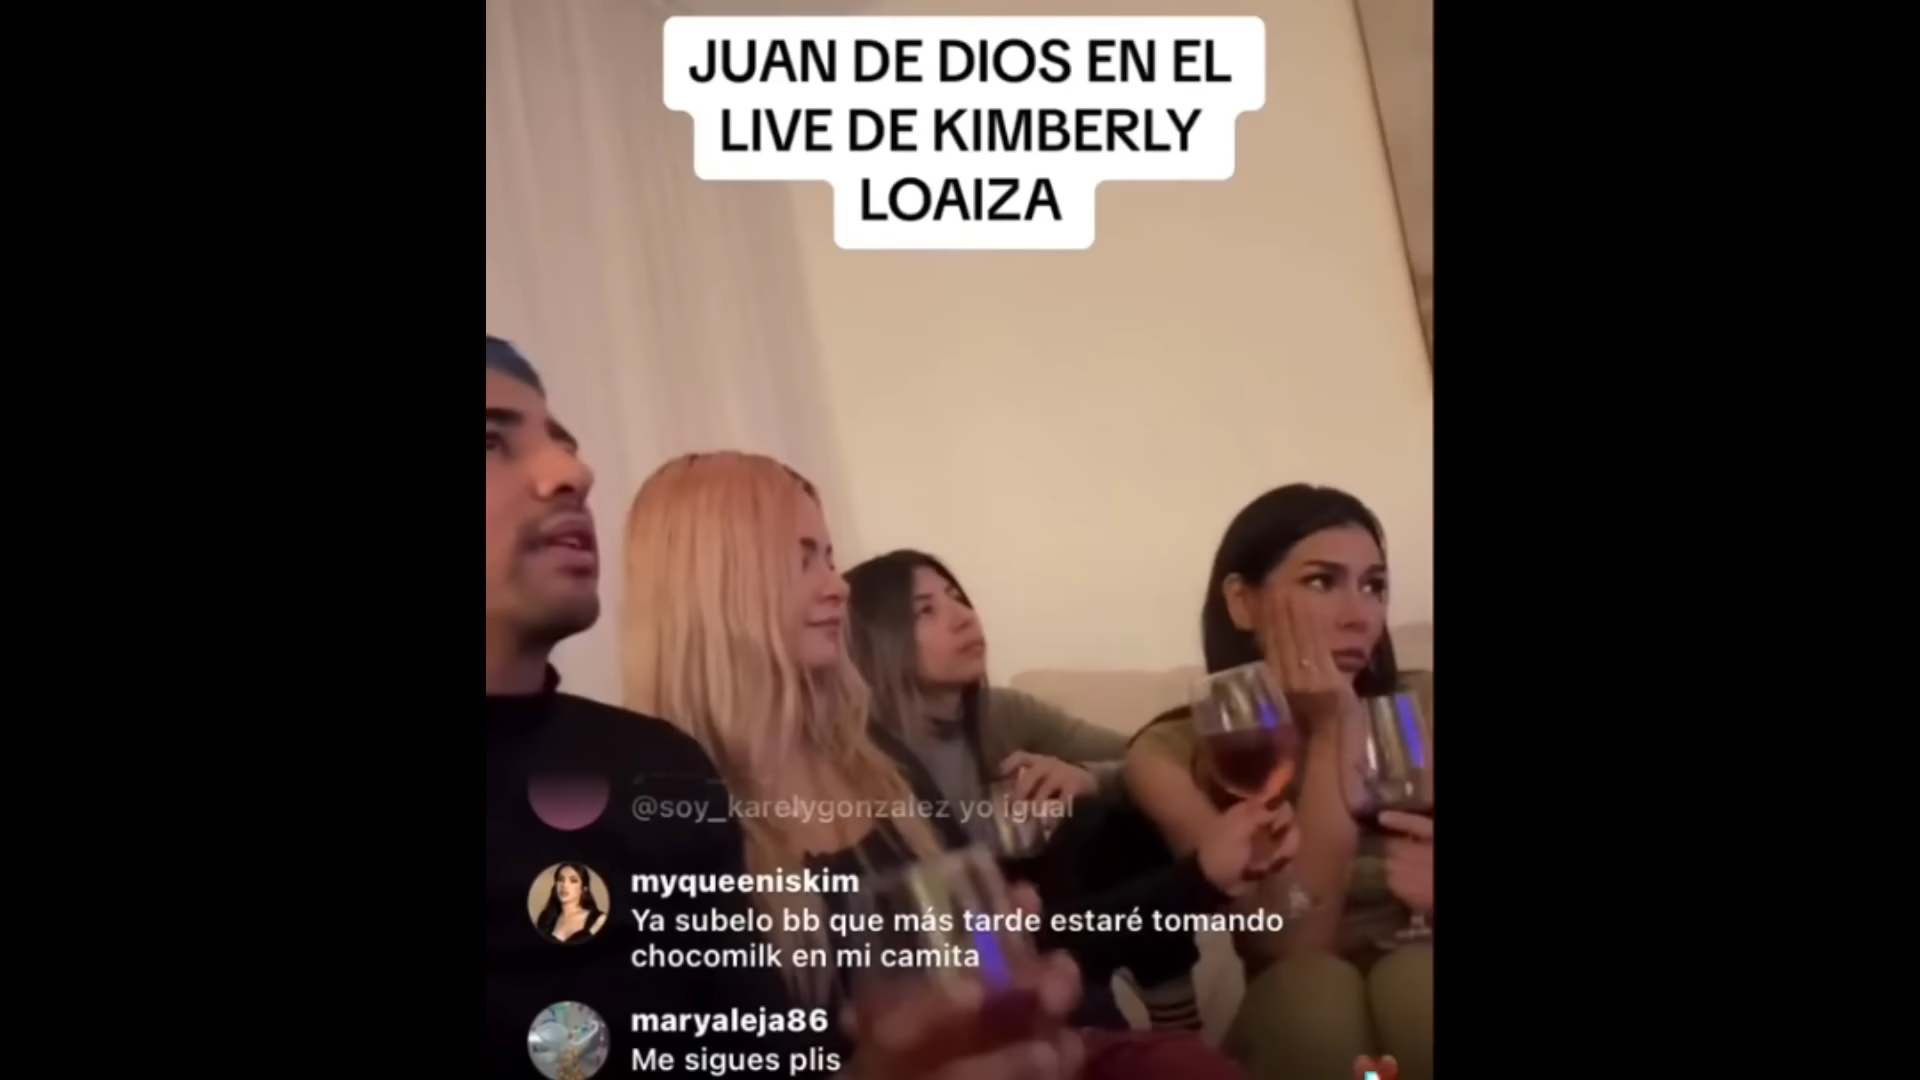 JUAN DE DIOS EN EL
LIVE DE KIMBERLY
LOAIZA
@soy_karelygonzalez yo igual
myqueeniskim
Ya subelo bb que más tarde estaré tomando
chocomilk en mi camita
maryaleja86
Me sigues plis